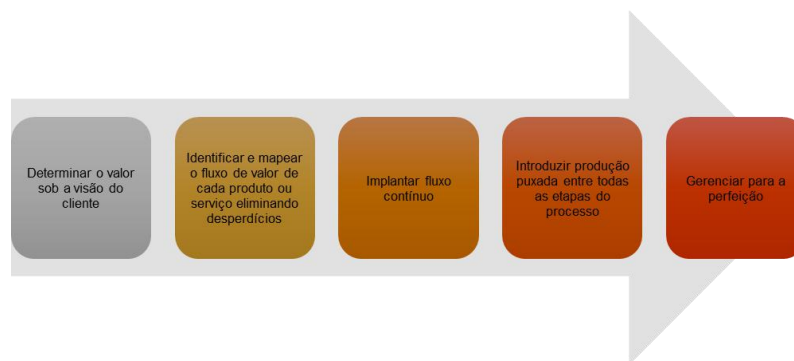 Determinar o valor
sob a visão do
cliente
Identificar e mapear
o fluxo de valor de
cada produto ou
serviço eliminando
desperdícios
Implantar fluxo
contínuo
Introduzir produção
puxada entre todas
as etapas do
processo
Gerenciar para a
perfeição